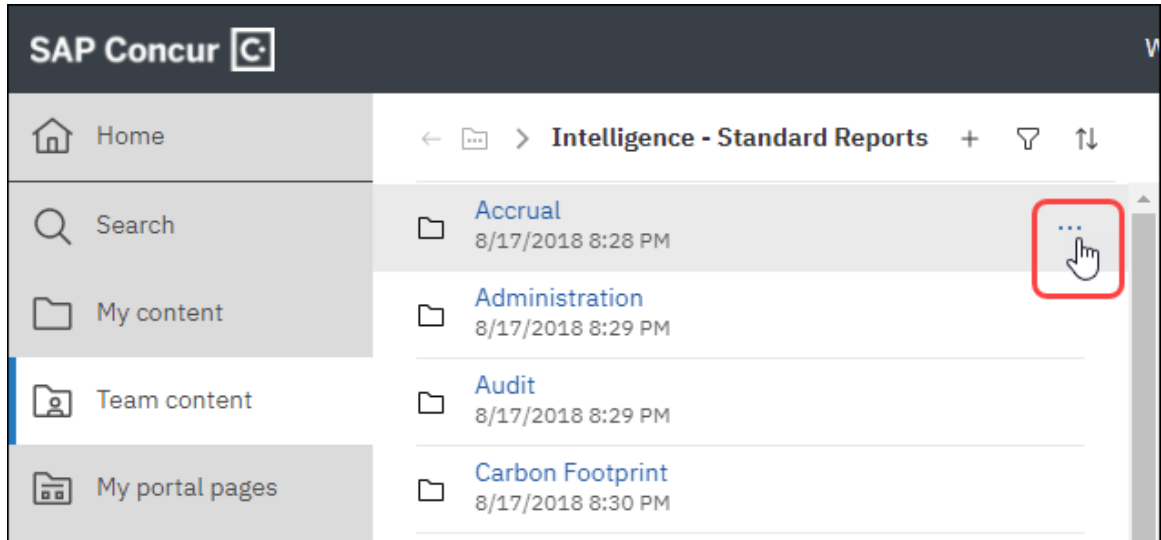 SAP Concur C
Home
Search
My content
Team content
My portal pages
Intelligence - Standard Reports
Accrual
8/17/2018 8:28 PM
Administration
8/17/2018 8:29 PM
Audit
8/17/2018 8:29 PM
Carbon Footprint
8/17/2018 8:30 PM